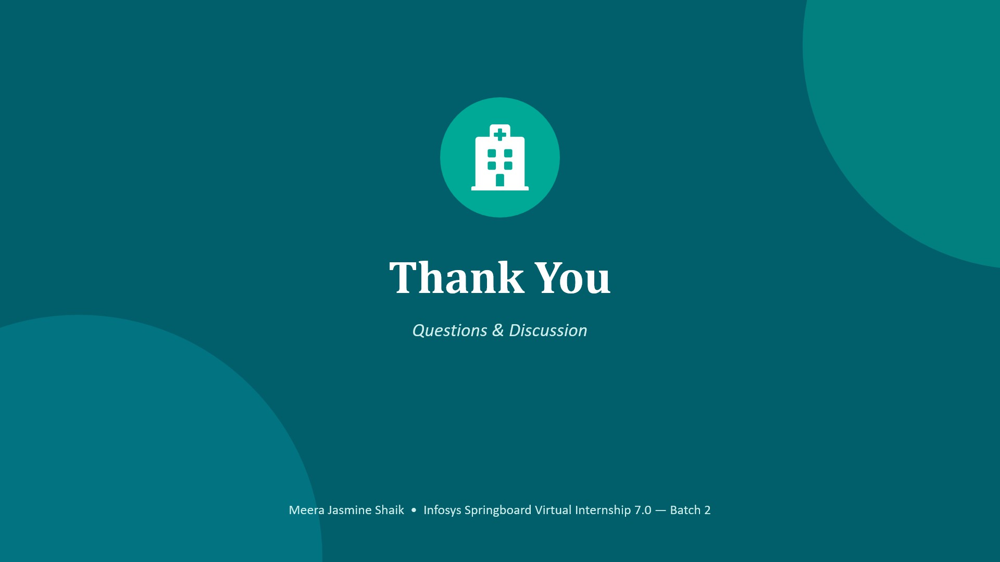 Thank You
Questions & Discussion
Meera Jasmine Shaik • Infosys Springboard Virtual Internship 7.0 — Batch 2